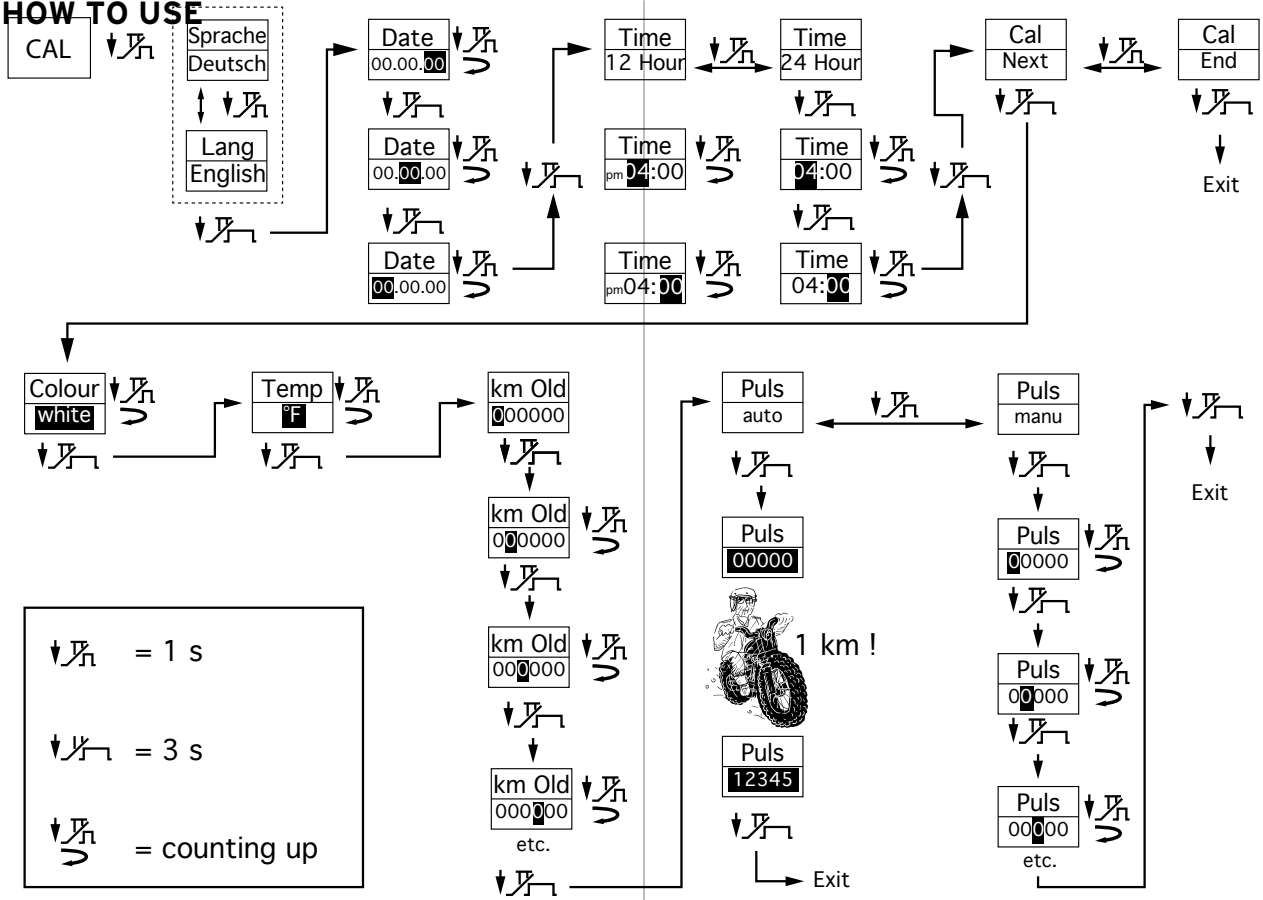 HOW TO USE
CAL
Sprache
Deutsch
Lang
English
Date
00.00.00
Date
00.00.00
Date
00.00.00
Time
12 Hour
Time
24 Hour
Time
pm04:00
Time
04:00
Time
pm04:00
Time
04:00
Cal
Next
Cal
End
Exit
Colour
white
Temp
°F
km Old
000000
km Old
000000
km Old
000000
km Old
000000
etc.
Puls
auto
Puls
00000
1 km !
Puls
12345
Exit
Puls
manu
Puls
00000
Puls
00000
Puls
00000
etc.
Exit
= 1 s
= 3 s
= counting up